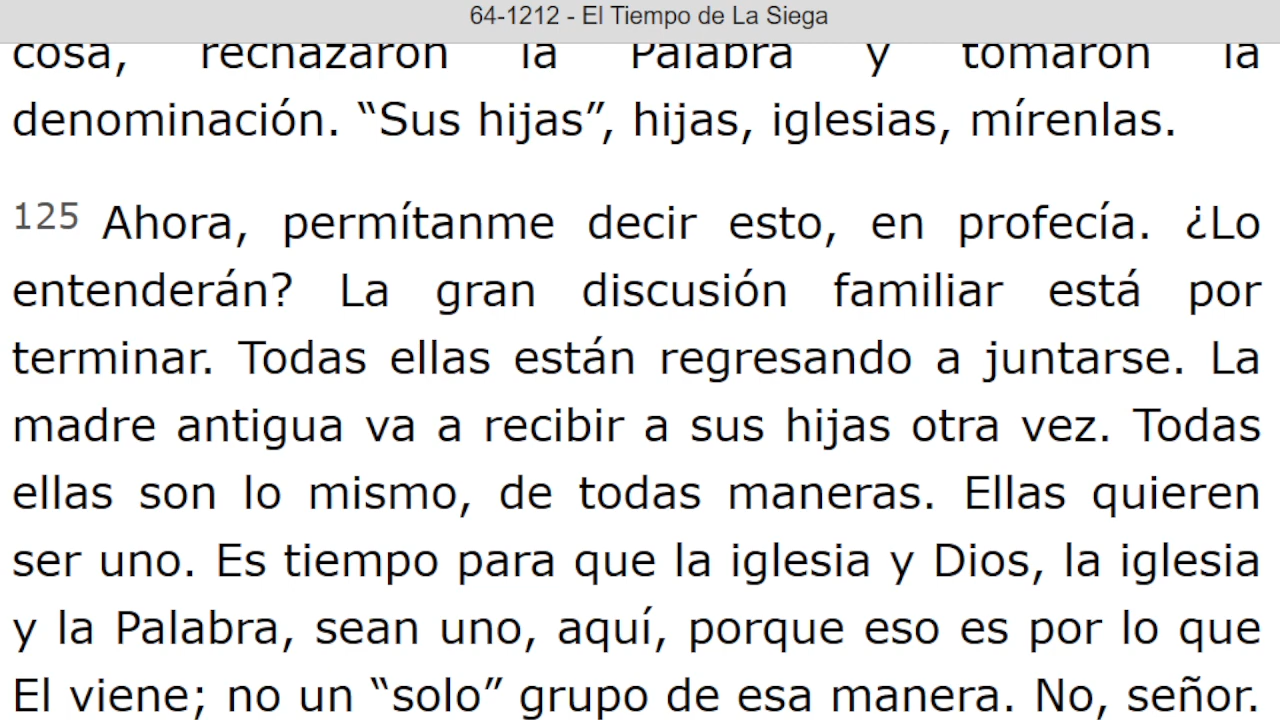 64-1212 - El Tiempo de La Siega
cosa, rechazaron la Palabra y tomaron la
denominación. “Sus hijas”, hijas, iglesias, mírenlas.
125 Ahora, permítanme decir esto, en profecía. ¿Lo
entenderán? La gran discusión familiar está por
terminar. Todas ellas están regresando a juntarse. La
madre antigua va a recibir a sus hijas otra vez. Todas
ellas son lo mismo, de todas maneras. Ellas quieren
ser uno. Es tiempo para que la iglesia y Dios, la iglesia
y la Palabra, sean uno, aquí, porque eso es por lo que
El viene; no un “solo” grupo de esa manera. No, señor.